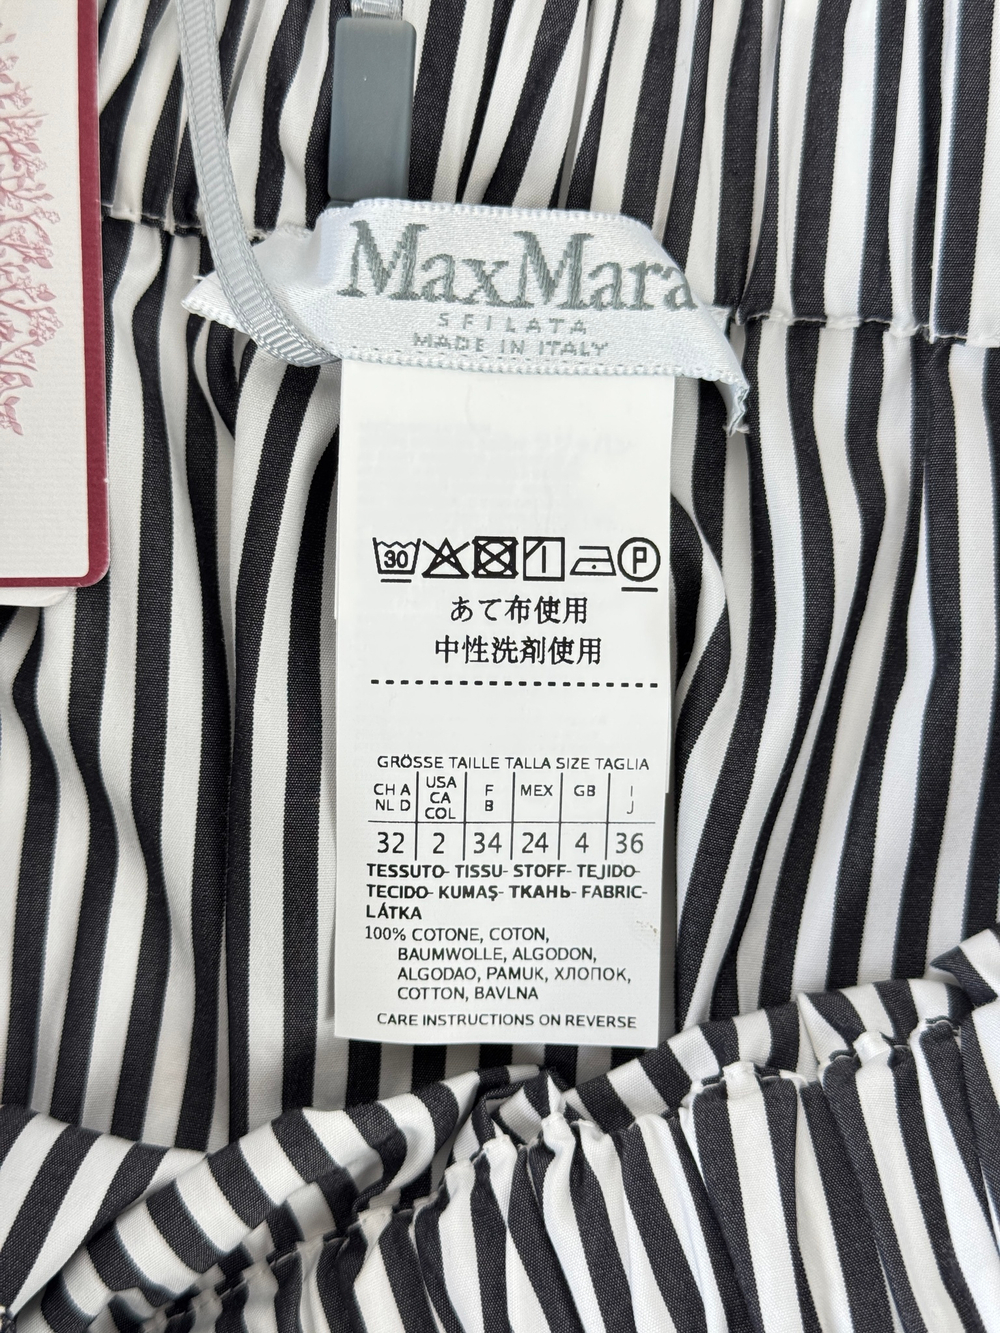 MaxMara
SFILATA
MADE IN ITALY
30 P
あて布使用
中性洗剤使用
GRÖSSE TAILLE TALLA SIZE TAGLIA
CH A NL D USA CA COL F B MEX GB I J
32 2 34 24 4 36
TESSUTO- TISSU- STOFF- TEJIDO-
TECIDO- KUMAŞ- ТКАНЬ- FABRIC-
LÁTKA
100% COTONE, COTON,
BAUMWOLLE, ALGODON,
ALGODAO, PAMUK, ХЛОПОК,
COTTON, BAVLNA
CARE INSTRUCTIONS ON REVERSE